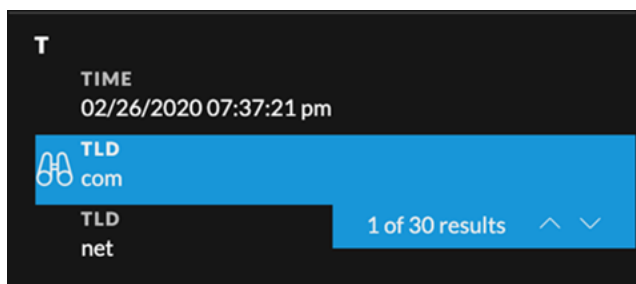 T
TIME
02/26/2020 07:37:21 pm
TLD
com
TLD
1 of 30 results
net